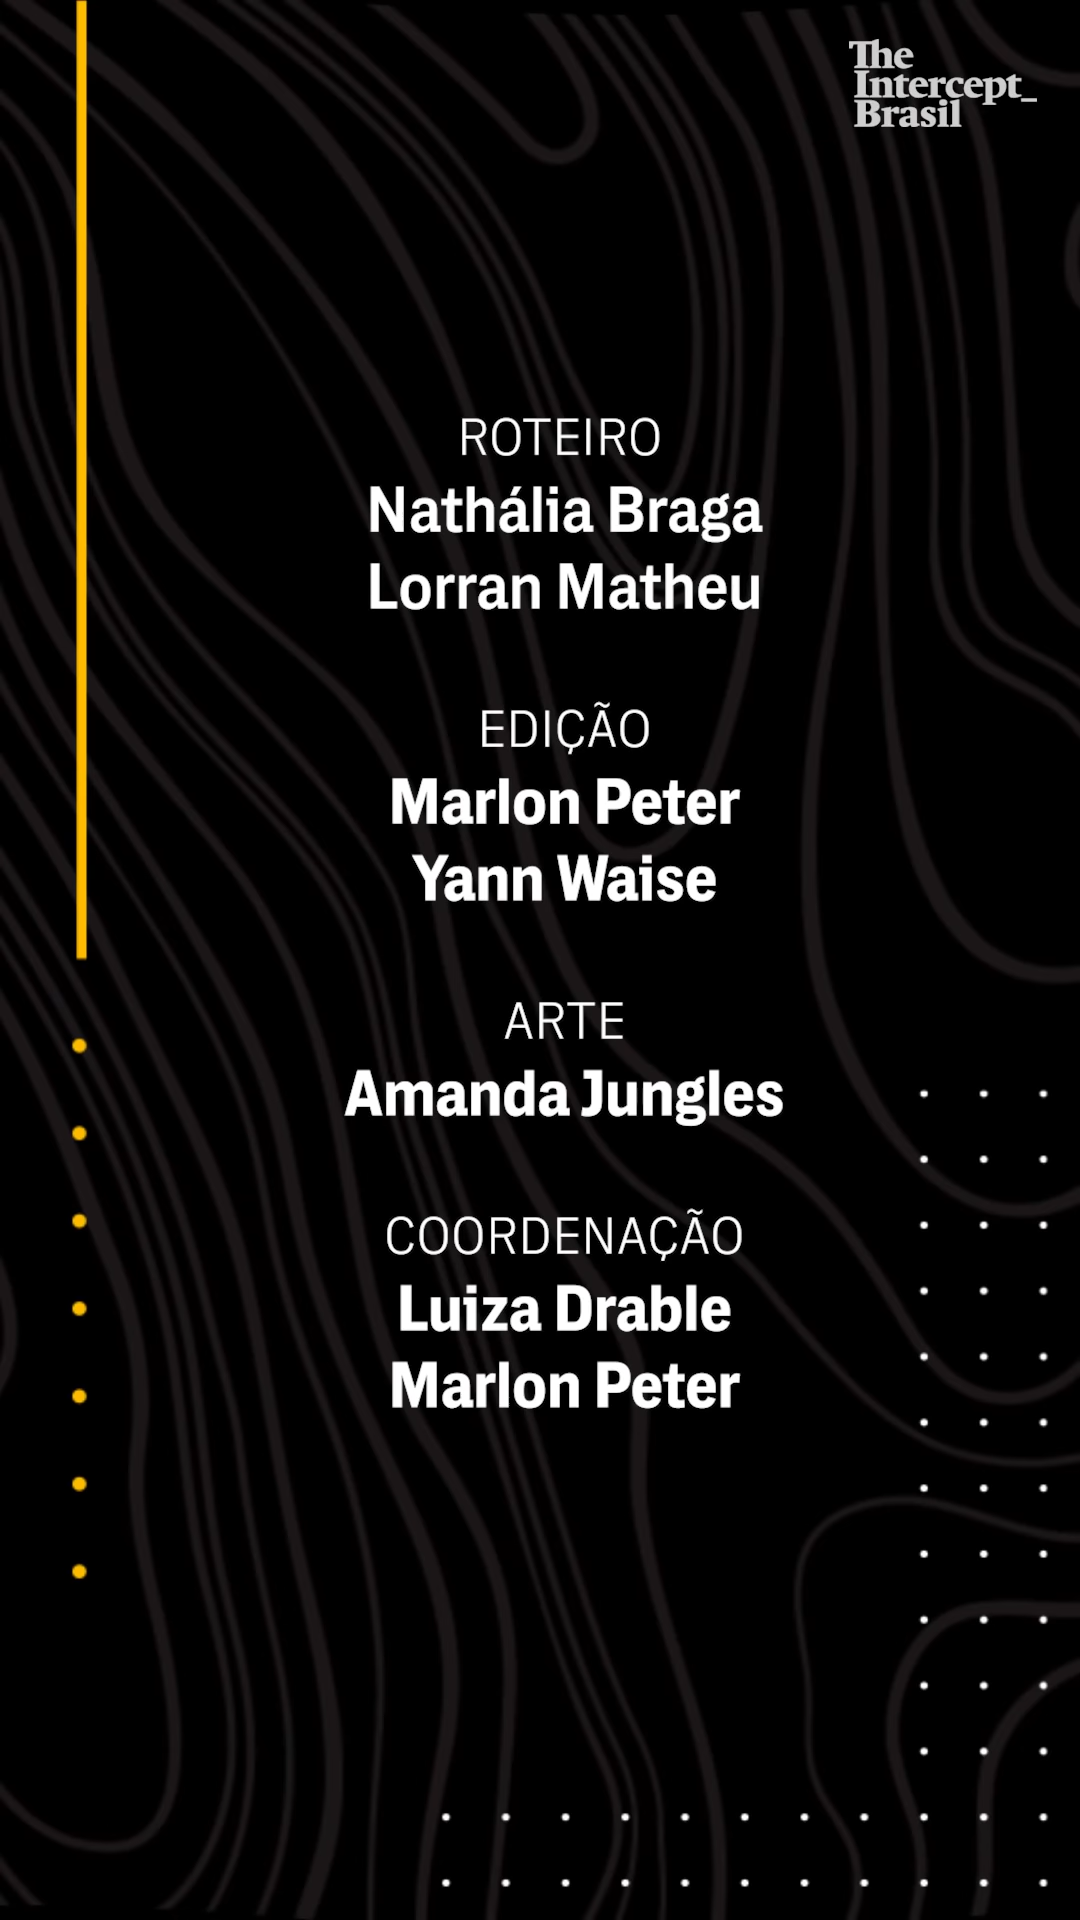 The
Intercept_
Brasil
ROTEIRO
Nathália Braga
Lorran Matheu
EDIÇÃO
Marlon Peter
Yann Waise
ARTE
Amanda Jungles
COORDENAÇÃO
Luiza Drable
Marlon Peter